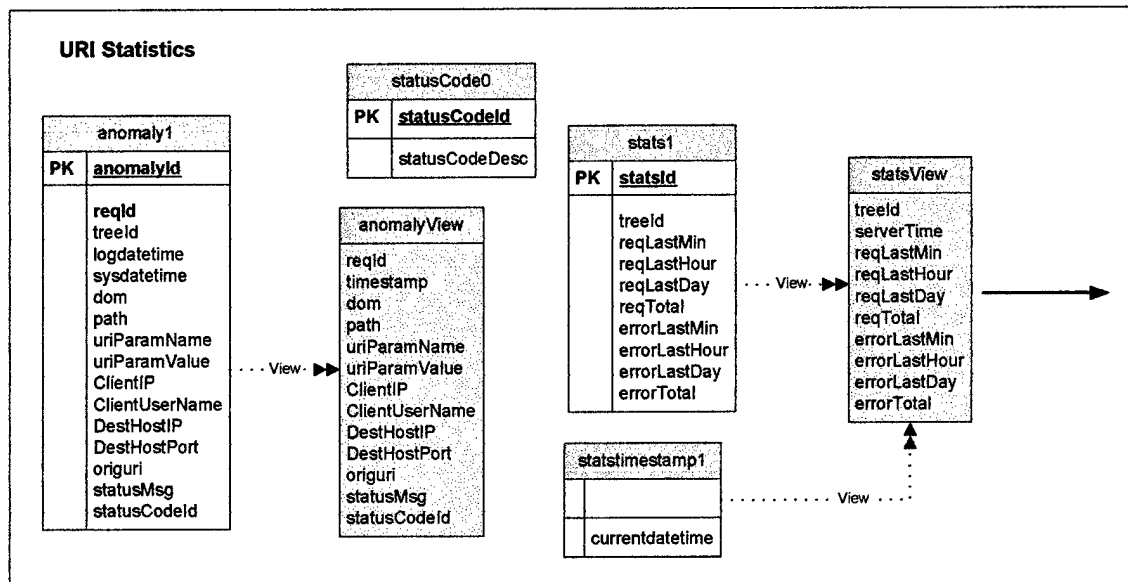 URI Statistics
statusCode0
PK statusCodeId
statusCodeDesc
anomaly1
PK anomalyId
reqId
treeId
logdatetime
sysdatetime
dom
path
uriParamName
uriParamValue
ClientIP
ClientUserName
DestHostIP
DestHostPort
origuri
statusMsg
statusCodeId
View
anomalyView
reqId
timestamp
dom
path
uriParamName
uriParamValue
ClientIP
ClientUserName
DestHostIP
DestHostPort
origuri
statusMsg
statusCodeId
stats1
PK statsId
treeId
reqLastMin
reqLastHour
reqLastDay
reqTotal
errorLastMin
errorLastHour
errorLastDay
errorTotal
View
statstimestamp1
currentdatetime
View
statsView
treeId
serverTime
reqLastMin
reqLastHour
reqLastDay
reqTotal
errorLastMin
errorLastHour
errorLastDay
errorTotal